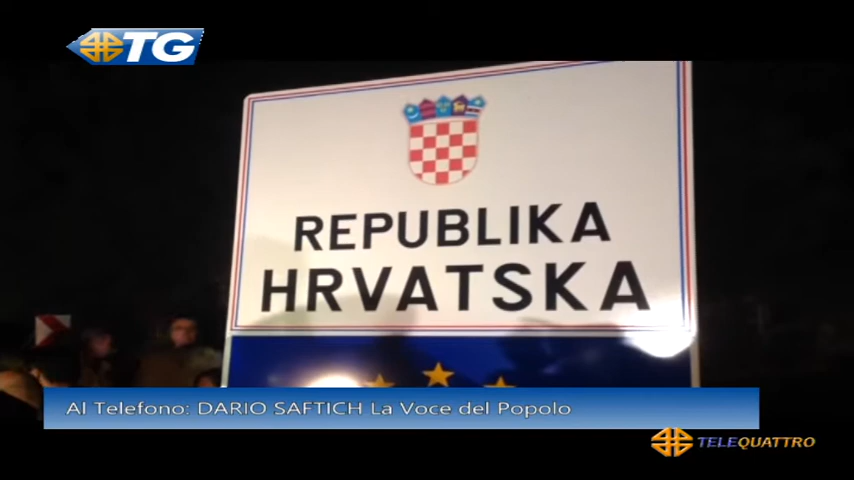 TG
REPUBLIKA
HRVATSKA
Al Telefono: DARIO SAFTICH La Voce del Popolo
TELEQUATTRO